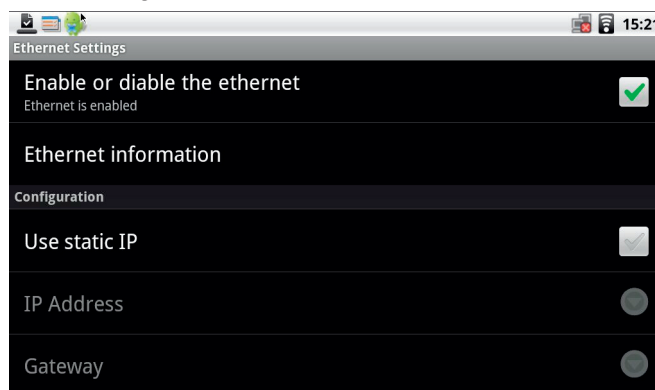 15:21
Ethernet Settings
Enable or diable the ethernet
Ethernet is enabled
Ethernet information
Configuration
Use static IP
IP Address
Gateway